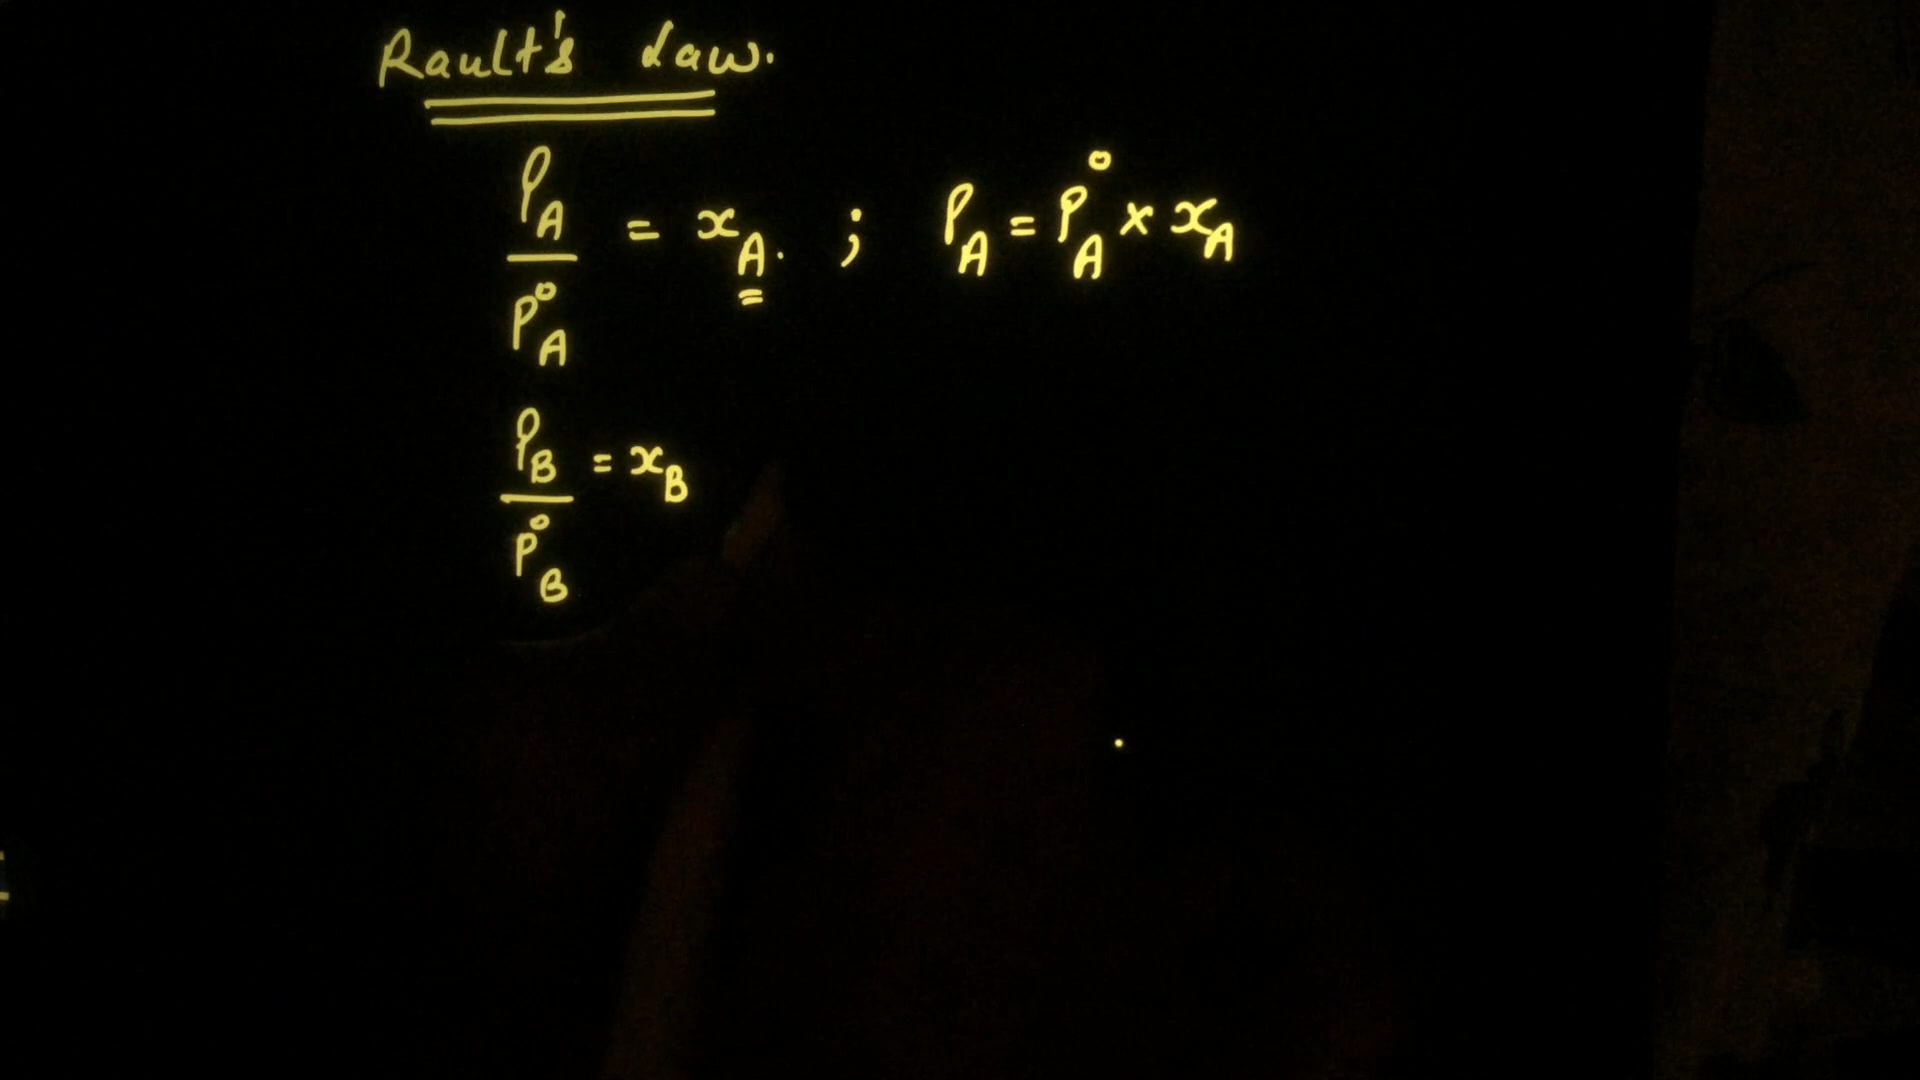 Rault's Law.
P_A / P°_A = x_A. ; P_A = P°_A × x_A
P_B / P°_B = x_B